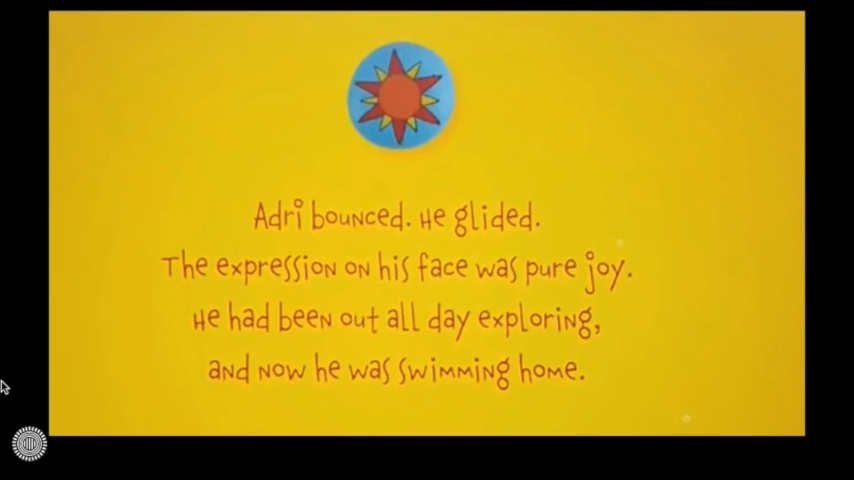 Adri bounced. He glided.
The expression on his face was pure joy.
He had been out all day exploring,
and now he was swimming home.